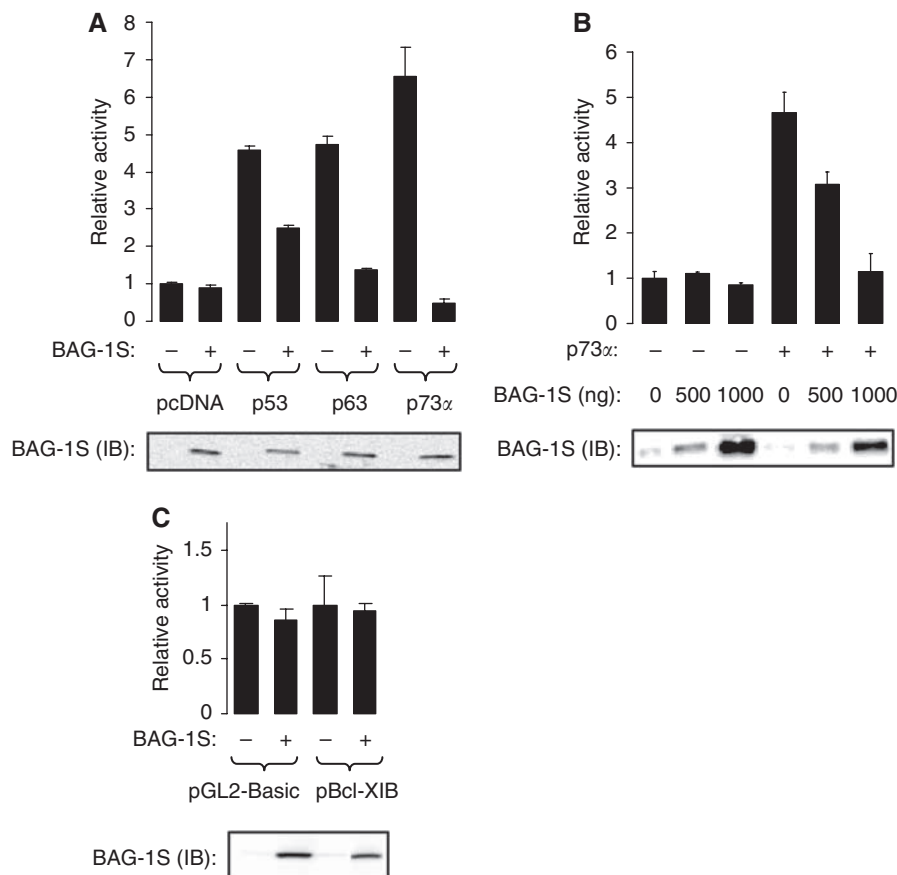 A
Relative activity
8
7
6
5
4
3
2
1
0
BAG-1S: – + – + – + – +
pcDNA p53 p63 p73α
BAG-1S (IB):
B
Relative activity
6
5
4
3
2
1
0
p73α: – – – + + +
BAG-1S (ng): 0 500 1000 0 500 1000
BAG-1S (IB):
C
Relative activity
1.5
1
0.5
0
BAG-1S: – + – +
pGL2-Basic pBcl-XIB
BAG-1S (IB):